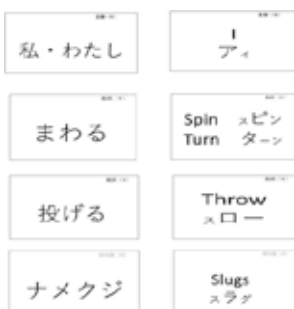 私・わたし
I
アィ
まわる
Spin スピン
Turn ターン
投げる
Throw
スロー
ナメクジ
Slugs
スラグ